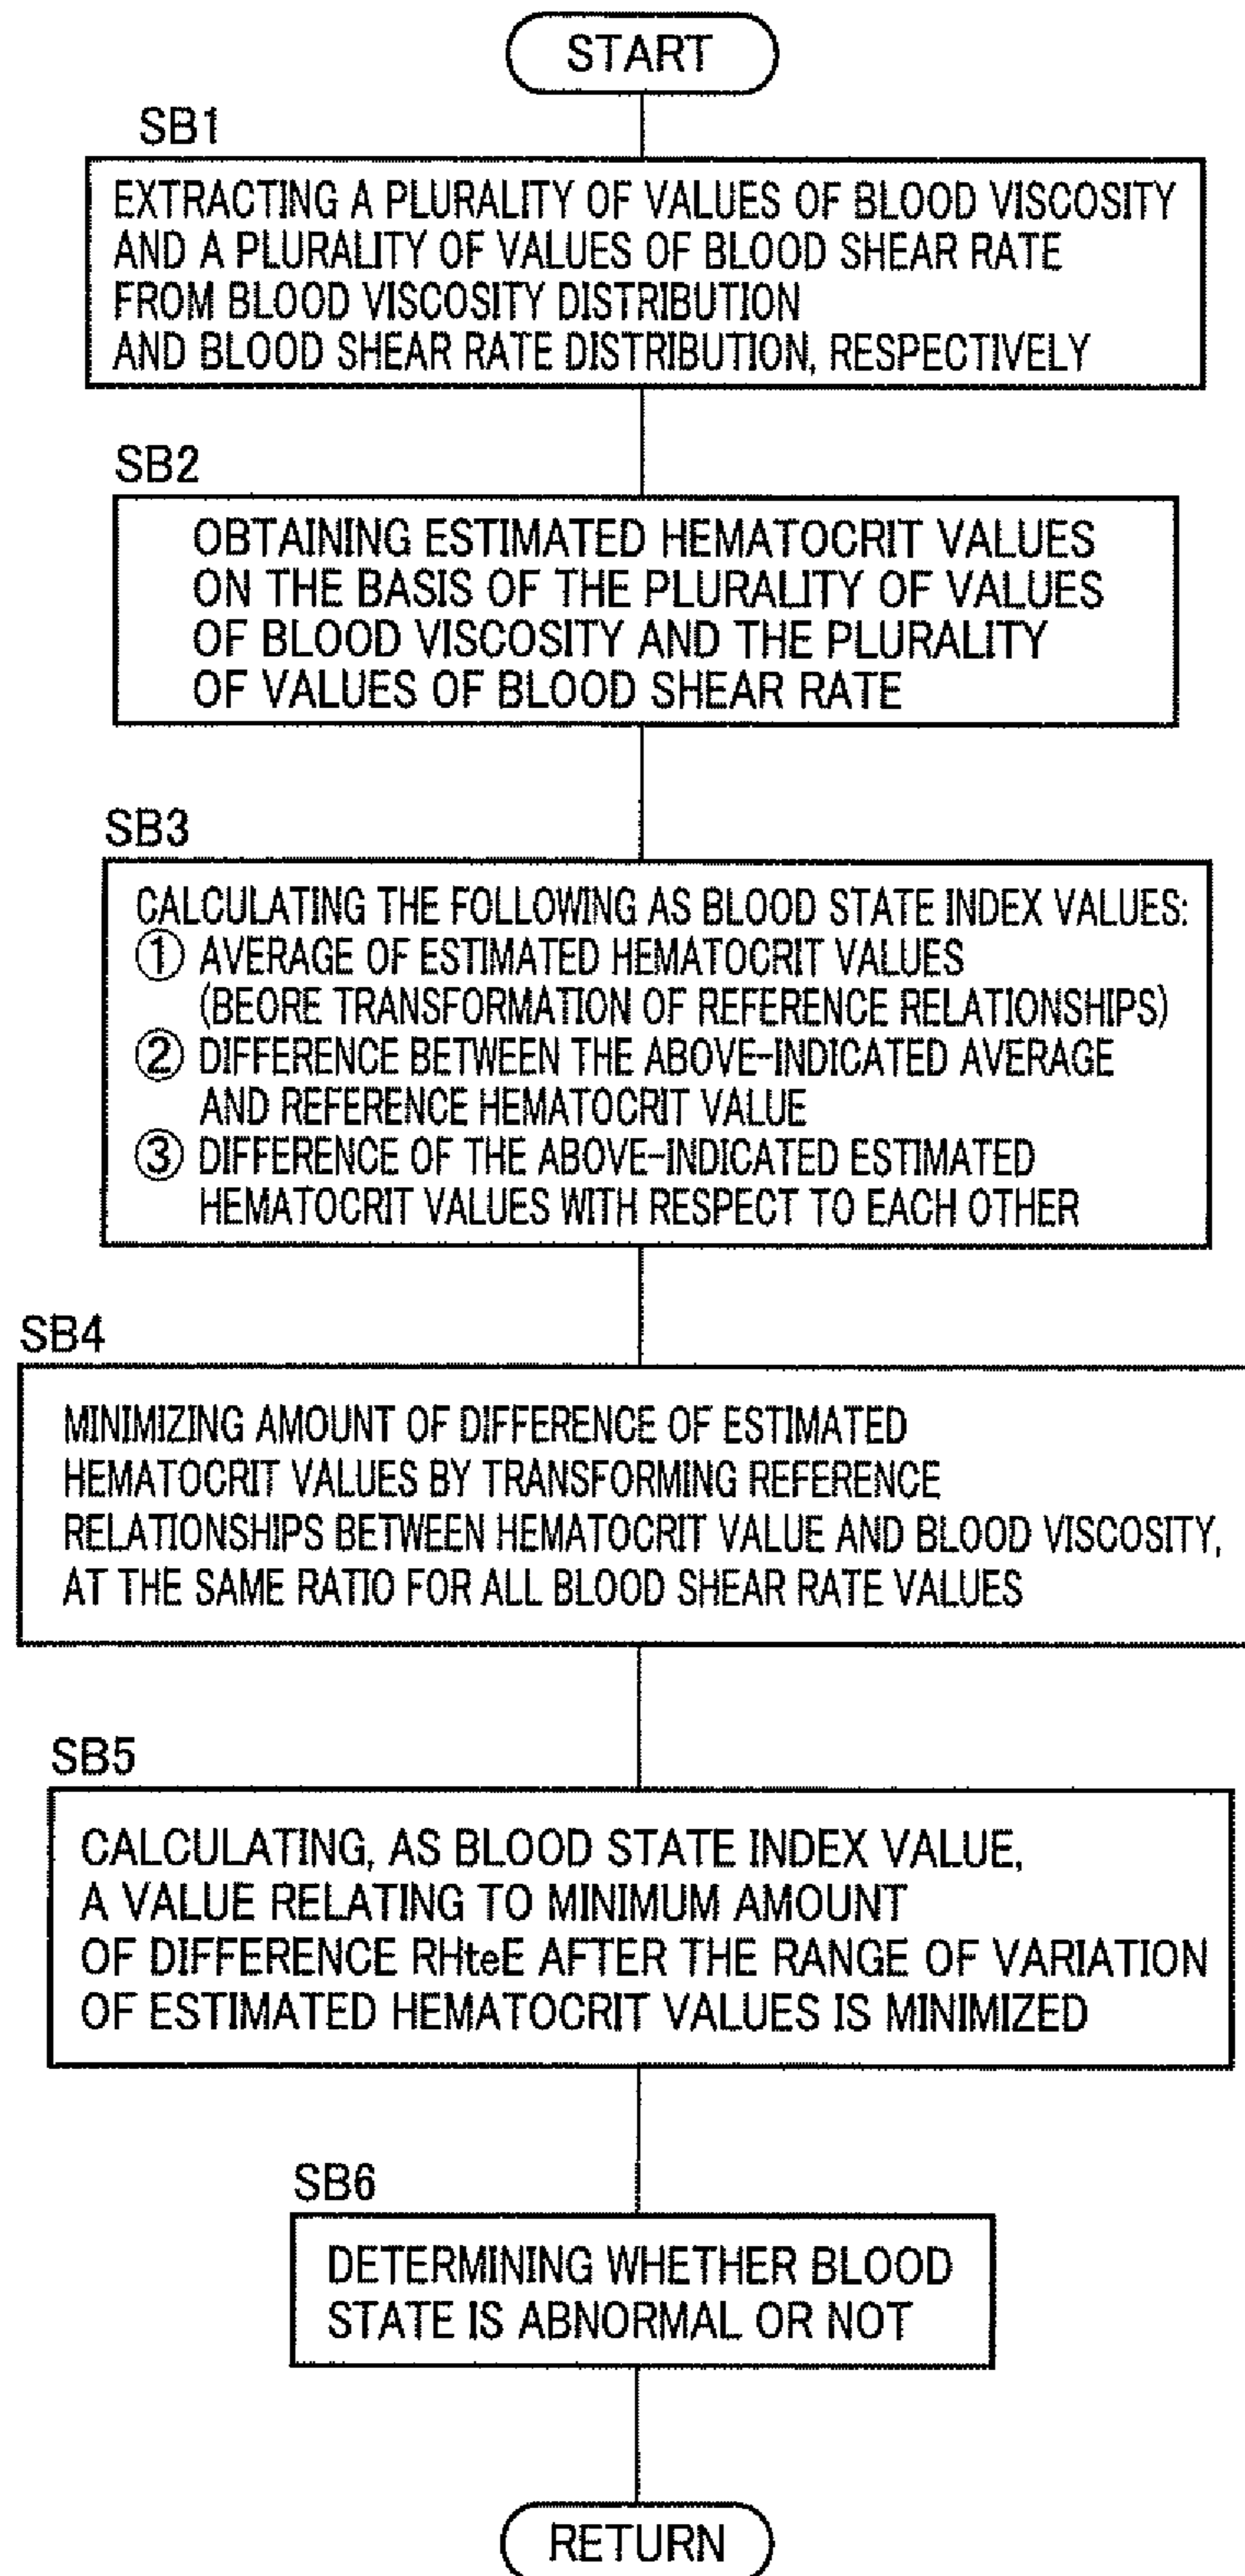 START
SB1
EXTRACTING A PLURALITY OF VALUES OF BLOOD VISCOSITY
AND A PLURALITY OF VALUES OF BLOOD SHEAR RATE
FROM BLOOD VISCOSITY DISTRIBUTION
AND BLOOD SHEAR RATE DISTRIBUTION, RESPECTIVELY
SB2
OBTAINING ESTIMATED HEMATOCRIT VALUES
ON THE BASIS OF THE PLURALITY OF VALUES
OF BLOOD VISCOSITY AND THE PLURALITY
OF VALUES OF BLOOD SHEAR RATE
SB3
CALCULATING THE FOLLOWING AS BLOOD STATE INDEX VALUES:
① AVERAGE OF ESTIMATED HEMATOCRIT VALUES
(BEORE TRANSFORMATION OF REFERENCE RELATIONSHIPS)
② DIFFERENCE BETWEEN THE ABOVE-INDICATED AVERAGE
AND REFERENCE HEMATOCRIT VALUE
③ DIFFERENCE OF THE ABOVE-INDICATED ESTIMATED
HEMATOCRIT VALUES WITH RESPECT TO EACH OTHER
SB4
MINIMIZING AMOUNT OF DIFFERENCE OF ESTIMATED
HEMATOCRIT VALUES BY TRANSFORMING REFERENCE
RELATIONSHIPS BETWEEN HEMATOCRIT VALUE AND BLOOD VISCOSITY,
AT THE SAME RATIO FOR ALL BLOOD SHEAR RATE VALUES
SB5
CALCULATING, AS BLOOD STATE INDEX VALUE,
A VALUE RELATING TO MINIMUM AMOUNT
OF DIFFERENCE RHteE AFTER THE RANGE OF VARIATION
OF ESTIMATED HEMATOCRIT VALUES IS MINIMIZED
SB6
DETERMINING WHETHER BLOOD
STATE IS ABNORMAL OR NOT
RETURN